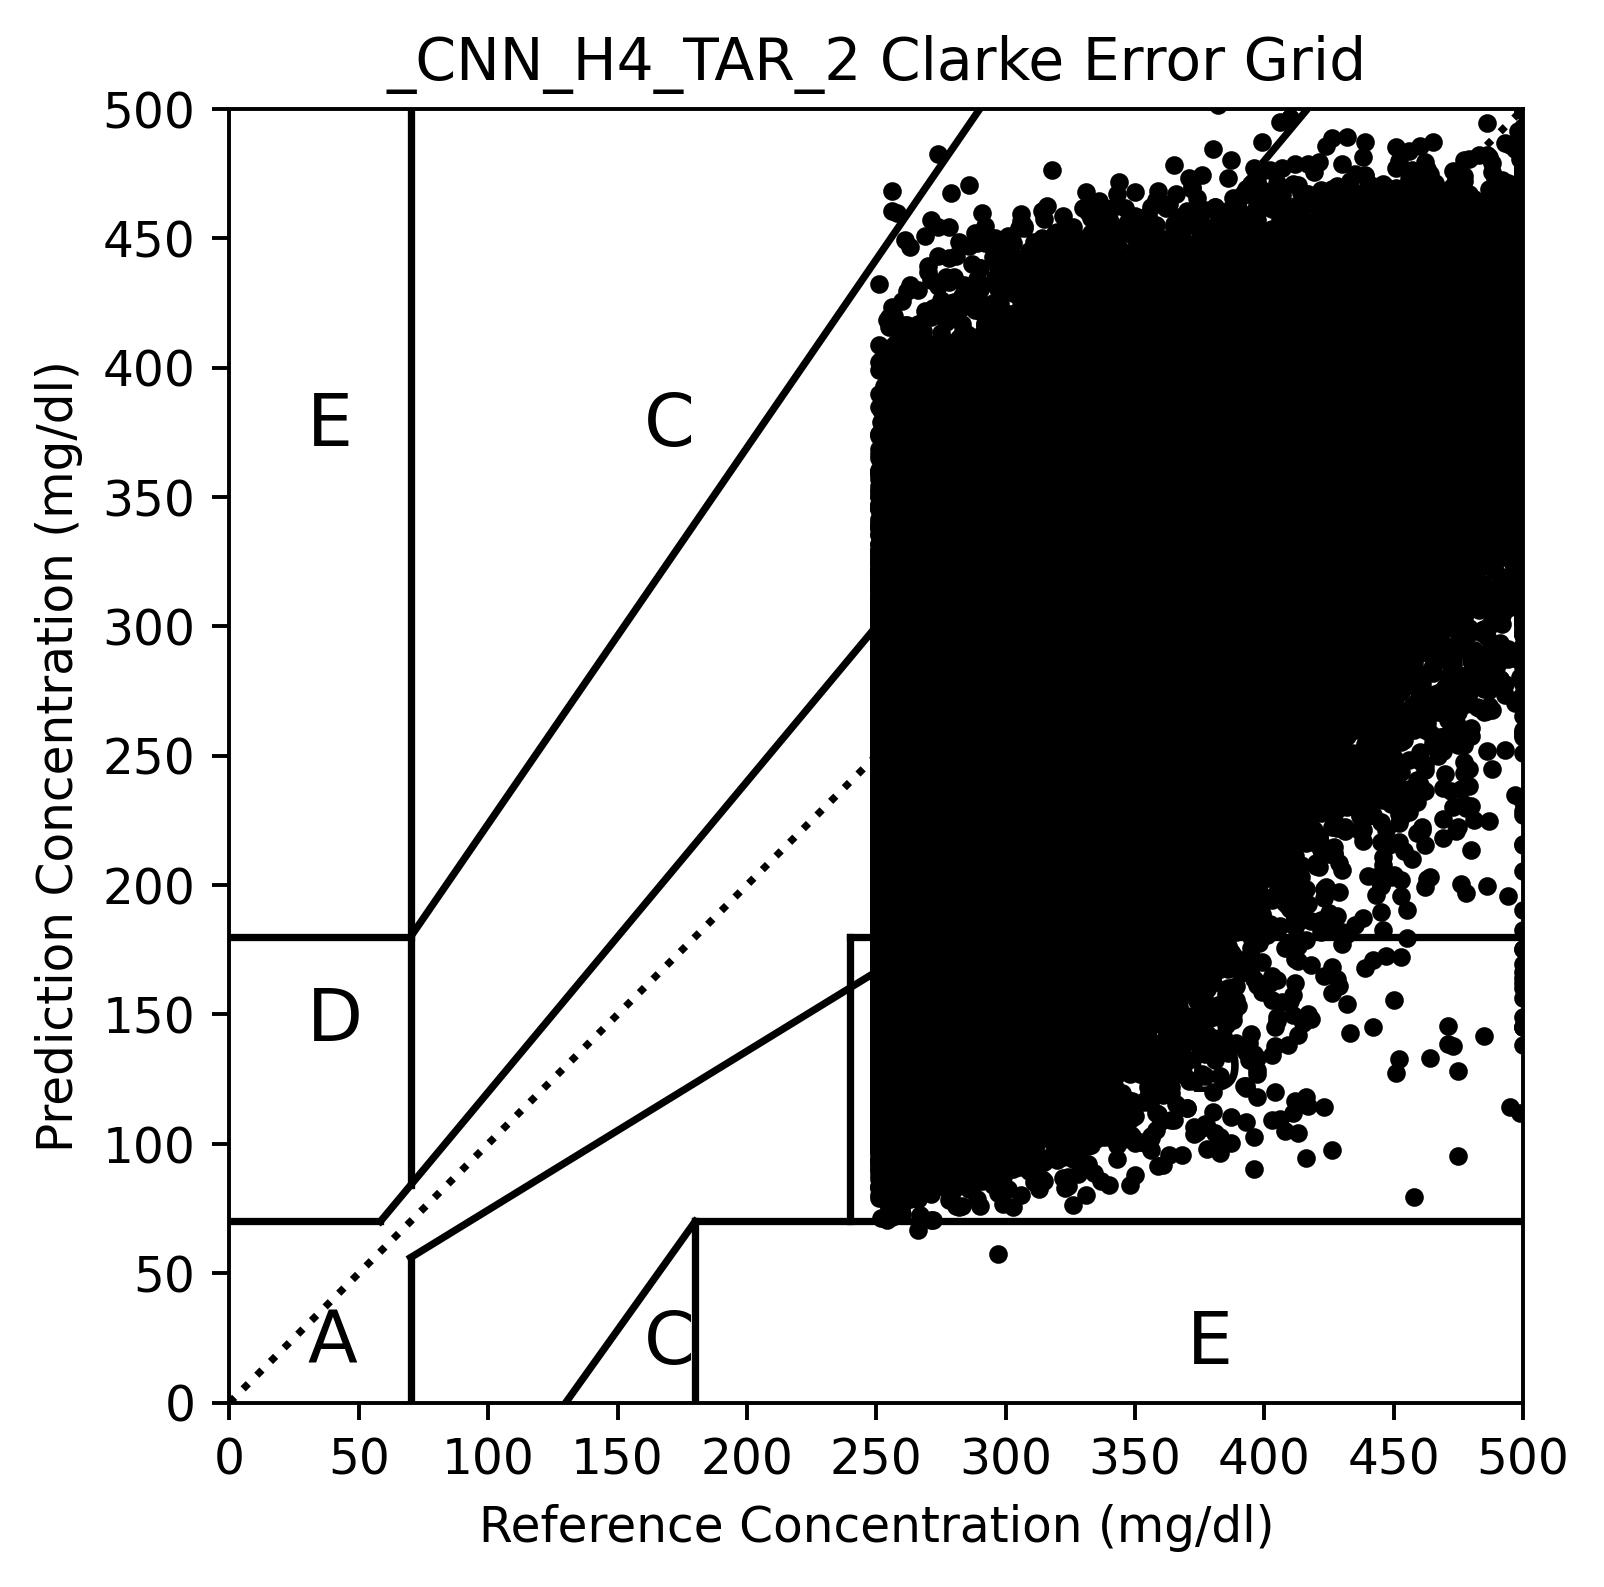 _CNN_H4_TAR_2 Clarke Error Grid
500
450
400
350
300
250
200
150
100
50
0
Prediction Concentration (mg/dl)
E
C
D
A
C
E
0 50 100 150 200 250 300 350 400 450 500
Reference Concentration (mg/dl)